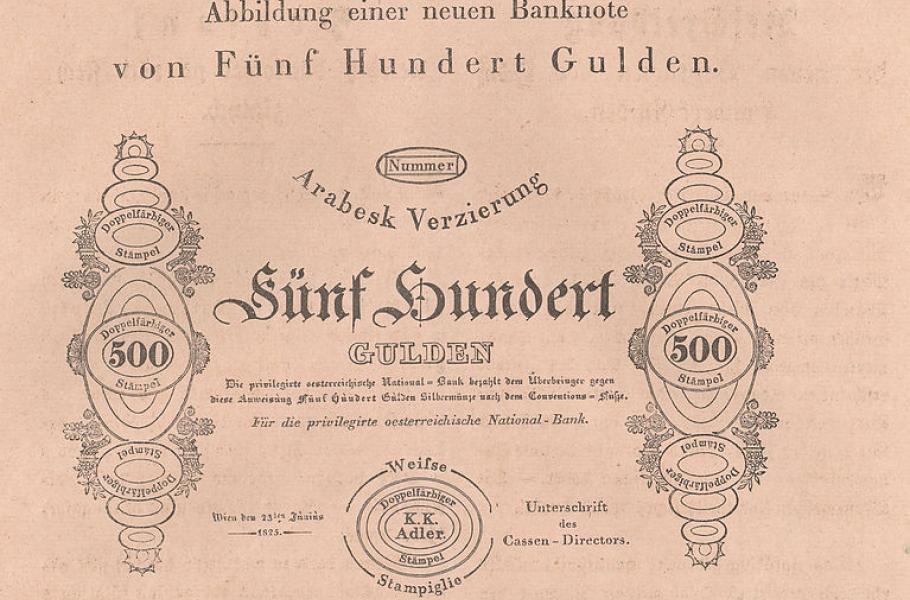 Abbildung einer neuen Banknote
von Fünf Hundert Gulden.
Nummer
Arabesk Verzierung
Doppelfärbiger
Stämpel
Doppelfärbiger
Stämpel
Fünf Hundert
GULDEN
Doppelfärbiger
500
Stämpel
Doppelfärbiger
500
Stämpel
Die privilegirte oesterreichische National-Bank bezahlt dem Überbringer gegen
diese Anweisung Fünf Hundert Gulden Silbermünze nach dem Conventions-Fuße.
Für die privilegirte oesterreichische National-Bank.
Doppelfärbiger
Stämpel
Doppelfärbiger
Stämpel
Weiſse
Doppelfärbiger
K.K.
Adler.
Stämpel
Stampiglie
Wien den 23ten Junius
1825.
Unterschrift
des
Cassen-Directors.